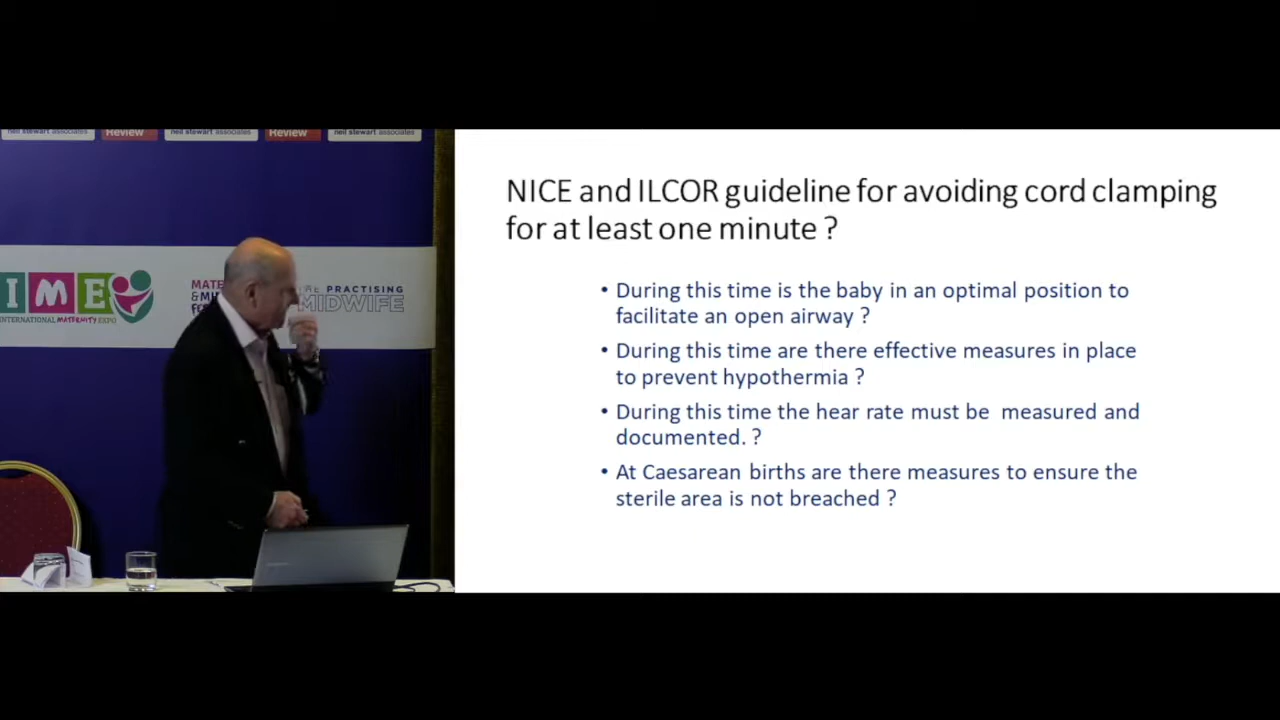 neil stewart associates
Review
neil stewart associates
Review
neil stewart associates
IME
INTERNATIONAL MATERNITY EXPO
MATE
& MI
THE PRACTISING
MIDWIFE
NICE and ILCOR guideline for avoiding cord clamping
for at least one minute ?
• During this time is the baby in an optimal position to
facilitate an open airway ?
• During this time are there effective measures in place
to prevent hypothermia ?
• During this time the hear rate must be measured and
documented. ?
• At Caesarean births are there measures to ensure the
sterile area is not breached ?